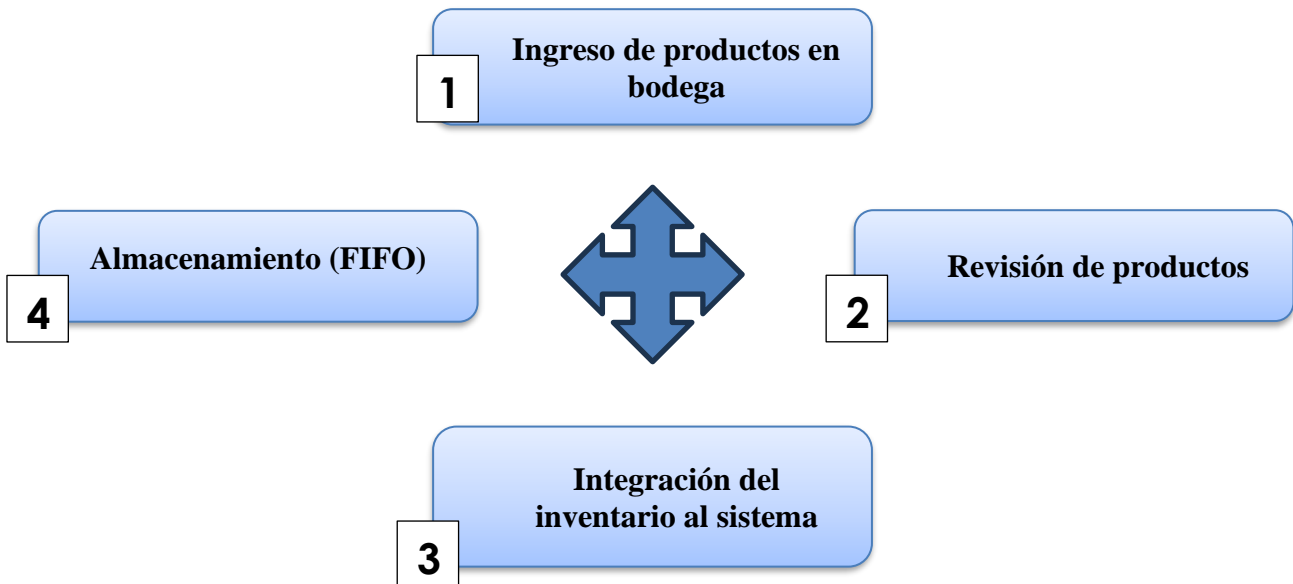 Ingreso de productos en
bodega
1
Almacenamiento (FIFO)
4
Revisión de productos
2
Integración del
inventario al sistema
3